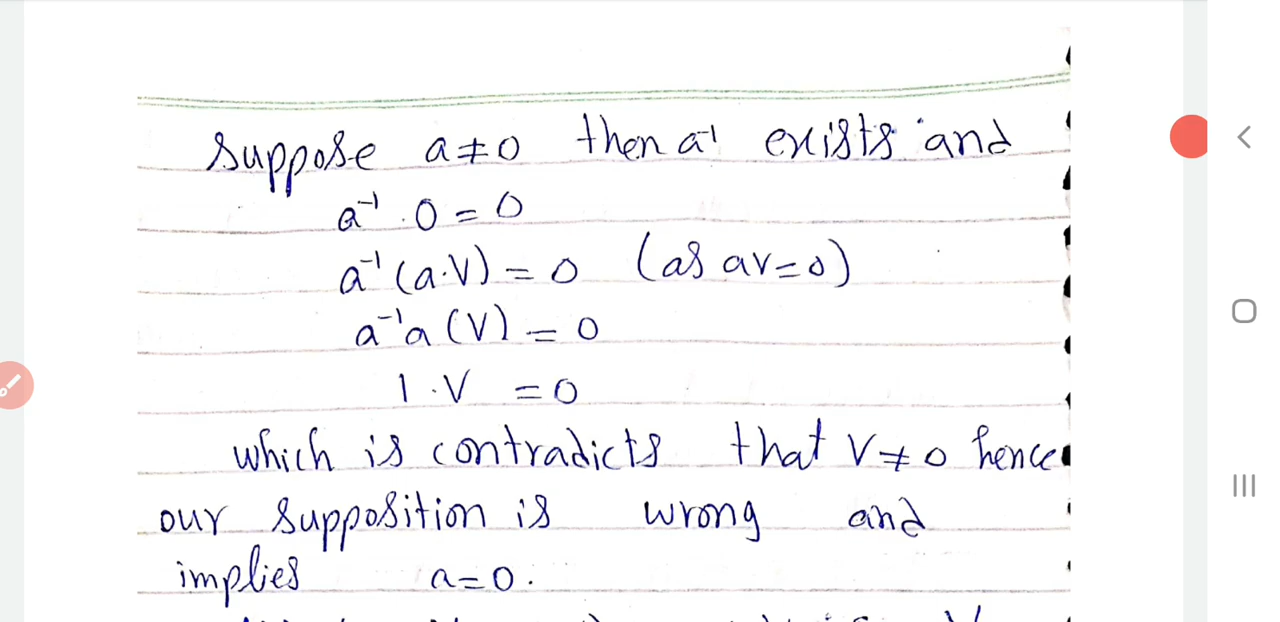 suppose a≠0 then a⁻¹ exists and
a⁻¹ . 0 = 0
a⁻¹ (a.V) = 0 (as av=0)
a⁻¹a (V) = 0
1 . V = 0
which is contradicts that V≠0 hence
our supposition is wrong and
implies a=0.